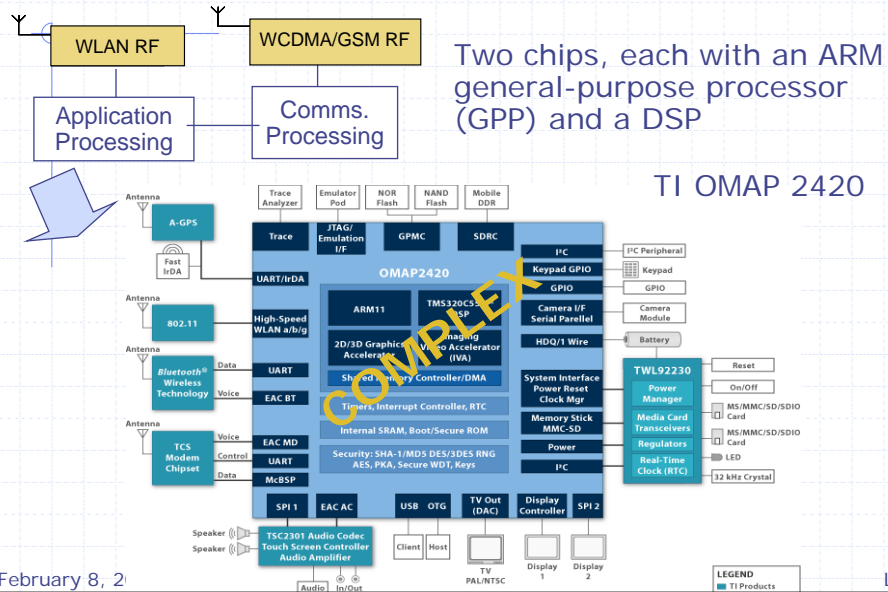 WLAN RF
WCDMA/GSM RF
Two chips, each with an ARM
general-purpose processor
(GPP) and a DSP
Application
Processing
Comms.
Processing
TI OMAP 2420
Antenna
A-GPS
Fast
IrDA
Antenna
802.11
Antenna
Bluetooth®
Wireless
Technology
Data
Voice
Antenna
TCS
Modem
Chipset
Voice
Control
Data
Trace
Analyzer
Emulator
Pod
NOR
Flash
NAND
Flash
Mobile
DDR
Trace
JTAG/
Emulation
I/F
GPMC
SDRC
OMAP2420
UART/IrDA
High-Speed
WLAN a/b/g
UART
EAC BT
EAC MD
UART
McBSP
ARM11
TMS320C55
DSP
2D/3D Graphics
Accelerator
Imaging
Video Accelerator
(IVA)
Shared Memory Controller/DMA
Timers, Interrupt Controller, RTC
Internal SRAM, Boot/Secure ROM
Security: SHA-1/MD5 DES/3DES RNG
AES, PKA, Secure WDT, Keys
COMPLEX
I²C
Keypad GPIO
GPIO
Camera I/F
Serial Parellel
HDQ/1 Wire
System Interface
Power Reset
Clock Mgr
Memory Stick
MMC-SD
Power
I²C
I²C Peripheral
Keypad
GPIO
Camera
Module
Battery
TWL92230
Power
Manager
Media Card
Transceivers
Regulators
Real-Time
Clock (RTC)
Reset
On/Off
MS/MMC/SD/SDIO
Card
MS/MMC/SD/SDIO
Card
LED
32 kHz Crystal
SPI 1
EAC AC
USB OTG
TV Out
(DAC)
Display
Controller
SPI 2
Speaker
Speaker
TSC2301 Audio Codec
Touch Screen Controller
Audio Amplifier
Audio
In/Out
Client
Host
TV
PAL/NTSC
Display
1
Display
2
LEGEND
TI Products
February 8, 2
L